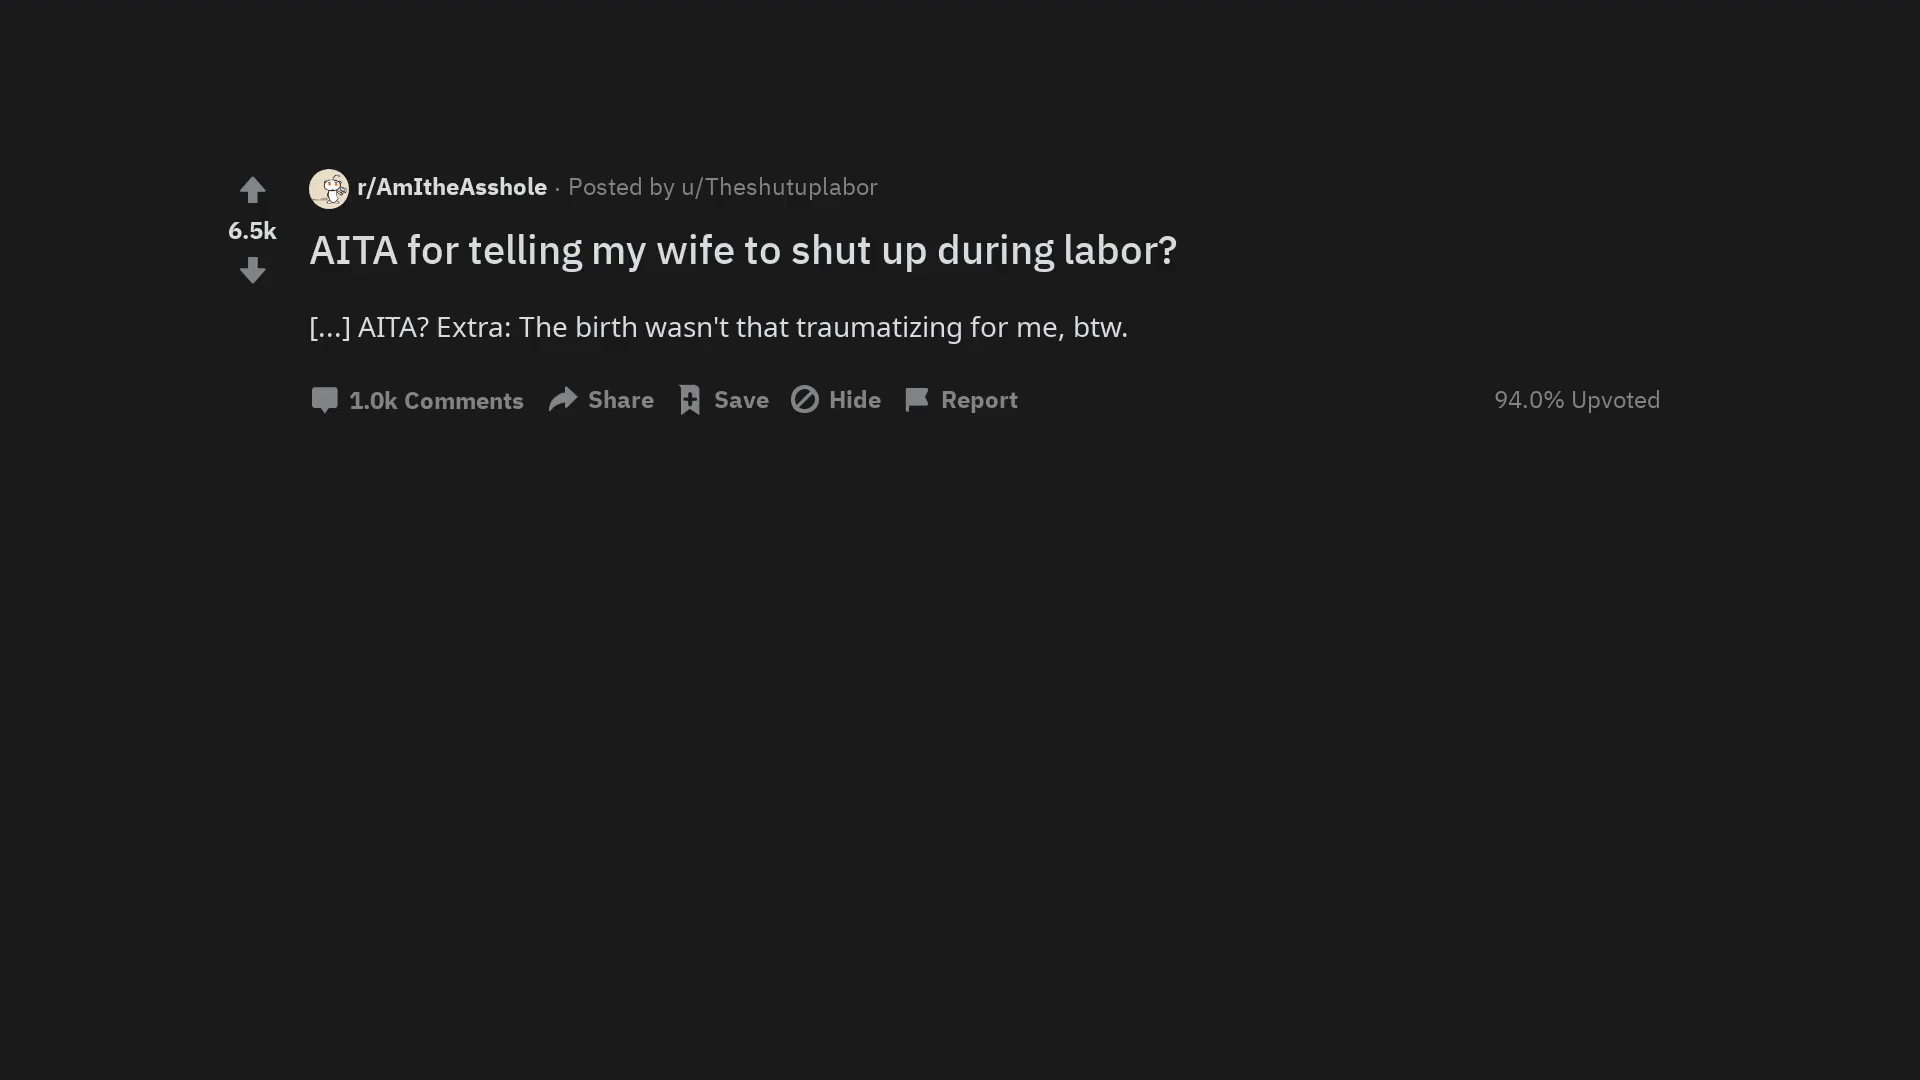 r/AmItheAsshole · Posted by u/Theshutuplabor
6.5k
AITA for telling my wife to shut up during labor?
[...] AITA? Extra: The birth wasn't that traumatizing for me, btw.
1.0k Comments Share Save Hide Report 94.0% Upvoted